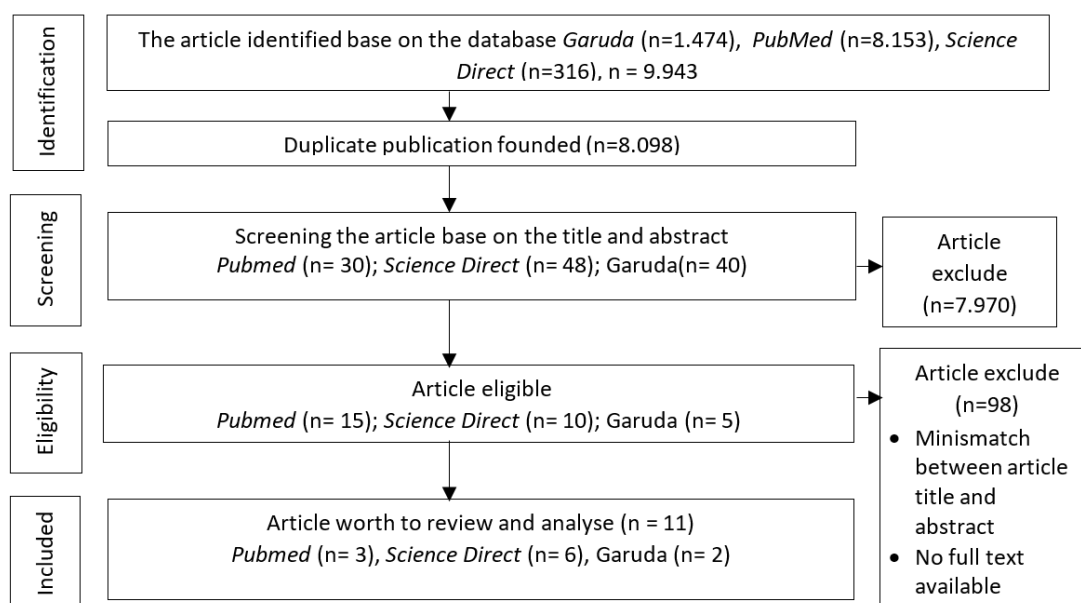 Identification
The article identified base on the database Garuda (n=1.474), PubMed (n=8.153), Science
Direct (n=316), n = 9.943
Duplicate publication founded (n=8.098)
Screening
Screening the article base on the title and abstract
Pubmed (n= 30); Science Direct (n= 48); Garuda(n= 40)
Article
exclude
(n=7.970)
Eligibility
Article eligible
Pubmed (n= 15); Science Direct (n= 10); Garuda (n= 5)
Article exclude
(n=98)
• Minismatch
between article
title and
abstract
• No full text
available
Included
Article worth to review and analyse (n = 11)
Pubmed (n= 3), Science Direct (n= 6), Garuda (n= 2)